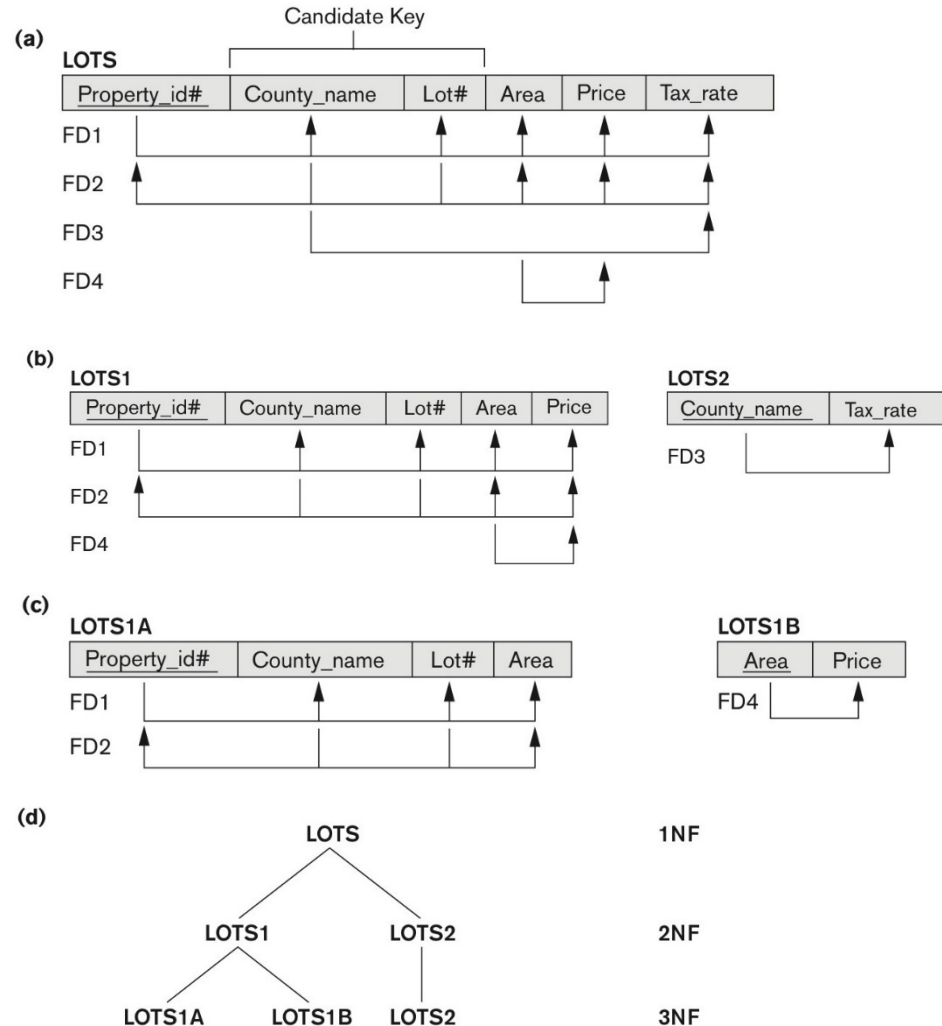 Candidate Key
(a)
LOTS
Property_id# County_name Lot# Area Price Tax_rate
FD1
FD2
FD3
FD4
(b)
LOTS1 LOTS2
Property_id# County_name Lot# Area Price County_name Tax_rate
FD1
FD2 FD3
FD4
(c)
LOTS1A LOTS1B
Property_id# County_name Lot# Area Area Price
FD1 FD4
FD2
(d)
LOTS 1NF
LOTS1 LOTS2 2NF
LOTS1A LOTS1B LOTS2 3NF